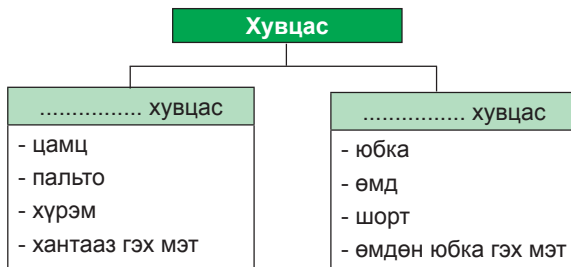 Хувцас
................ хувцас
- цамц
- пальто
- хүрэм
- хантааз гэх мэт
................ хувцас
- юбка
- өмд
- шорт
- өмдөн юбка гэх мэт